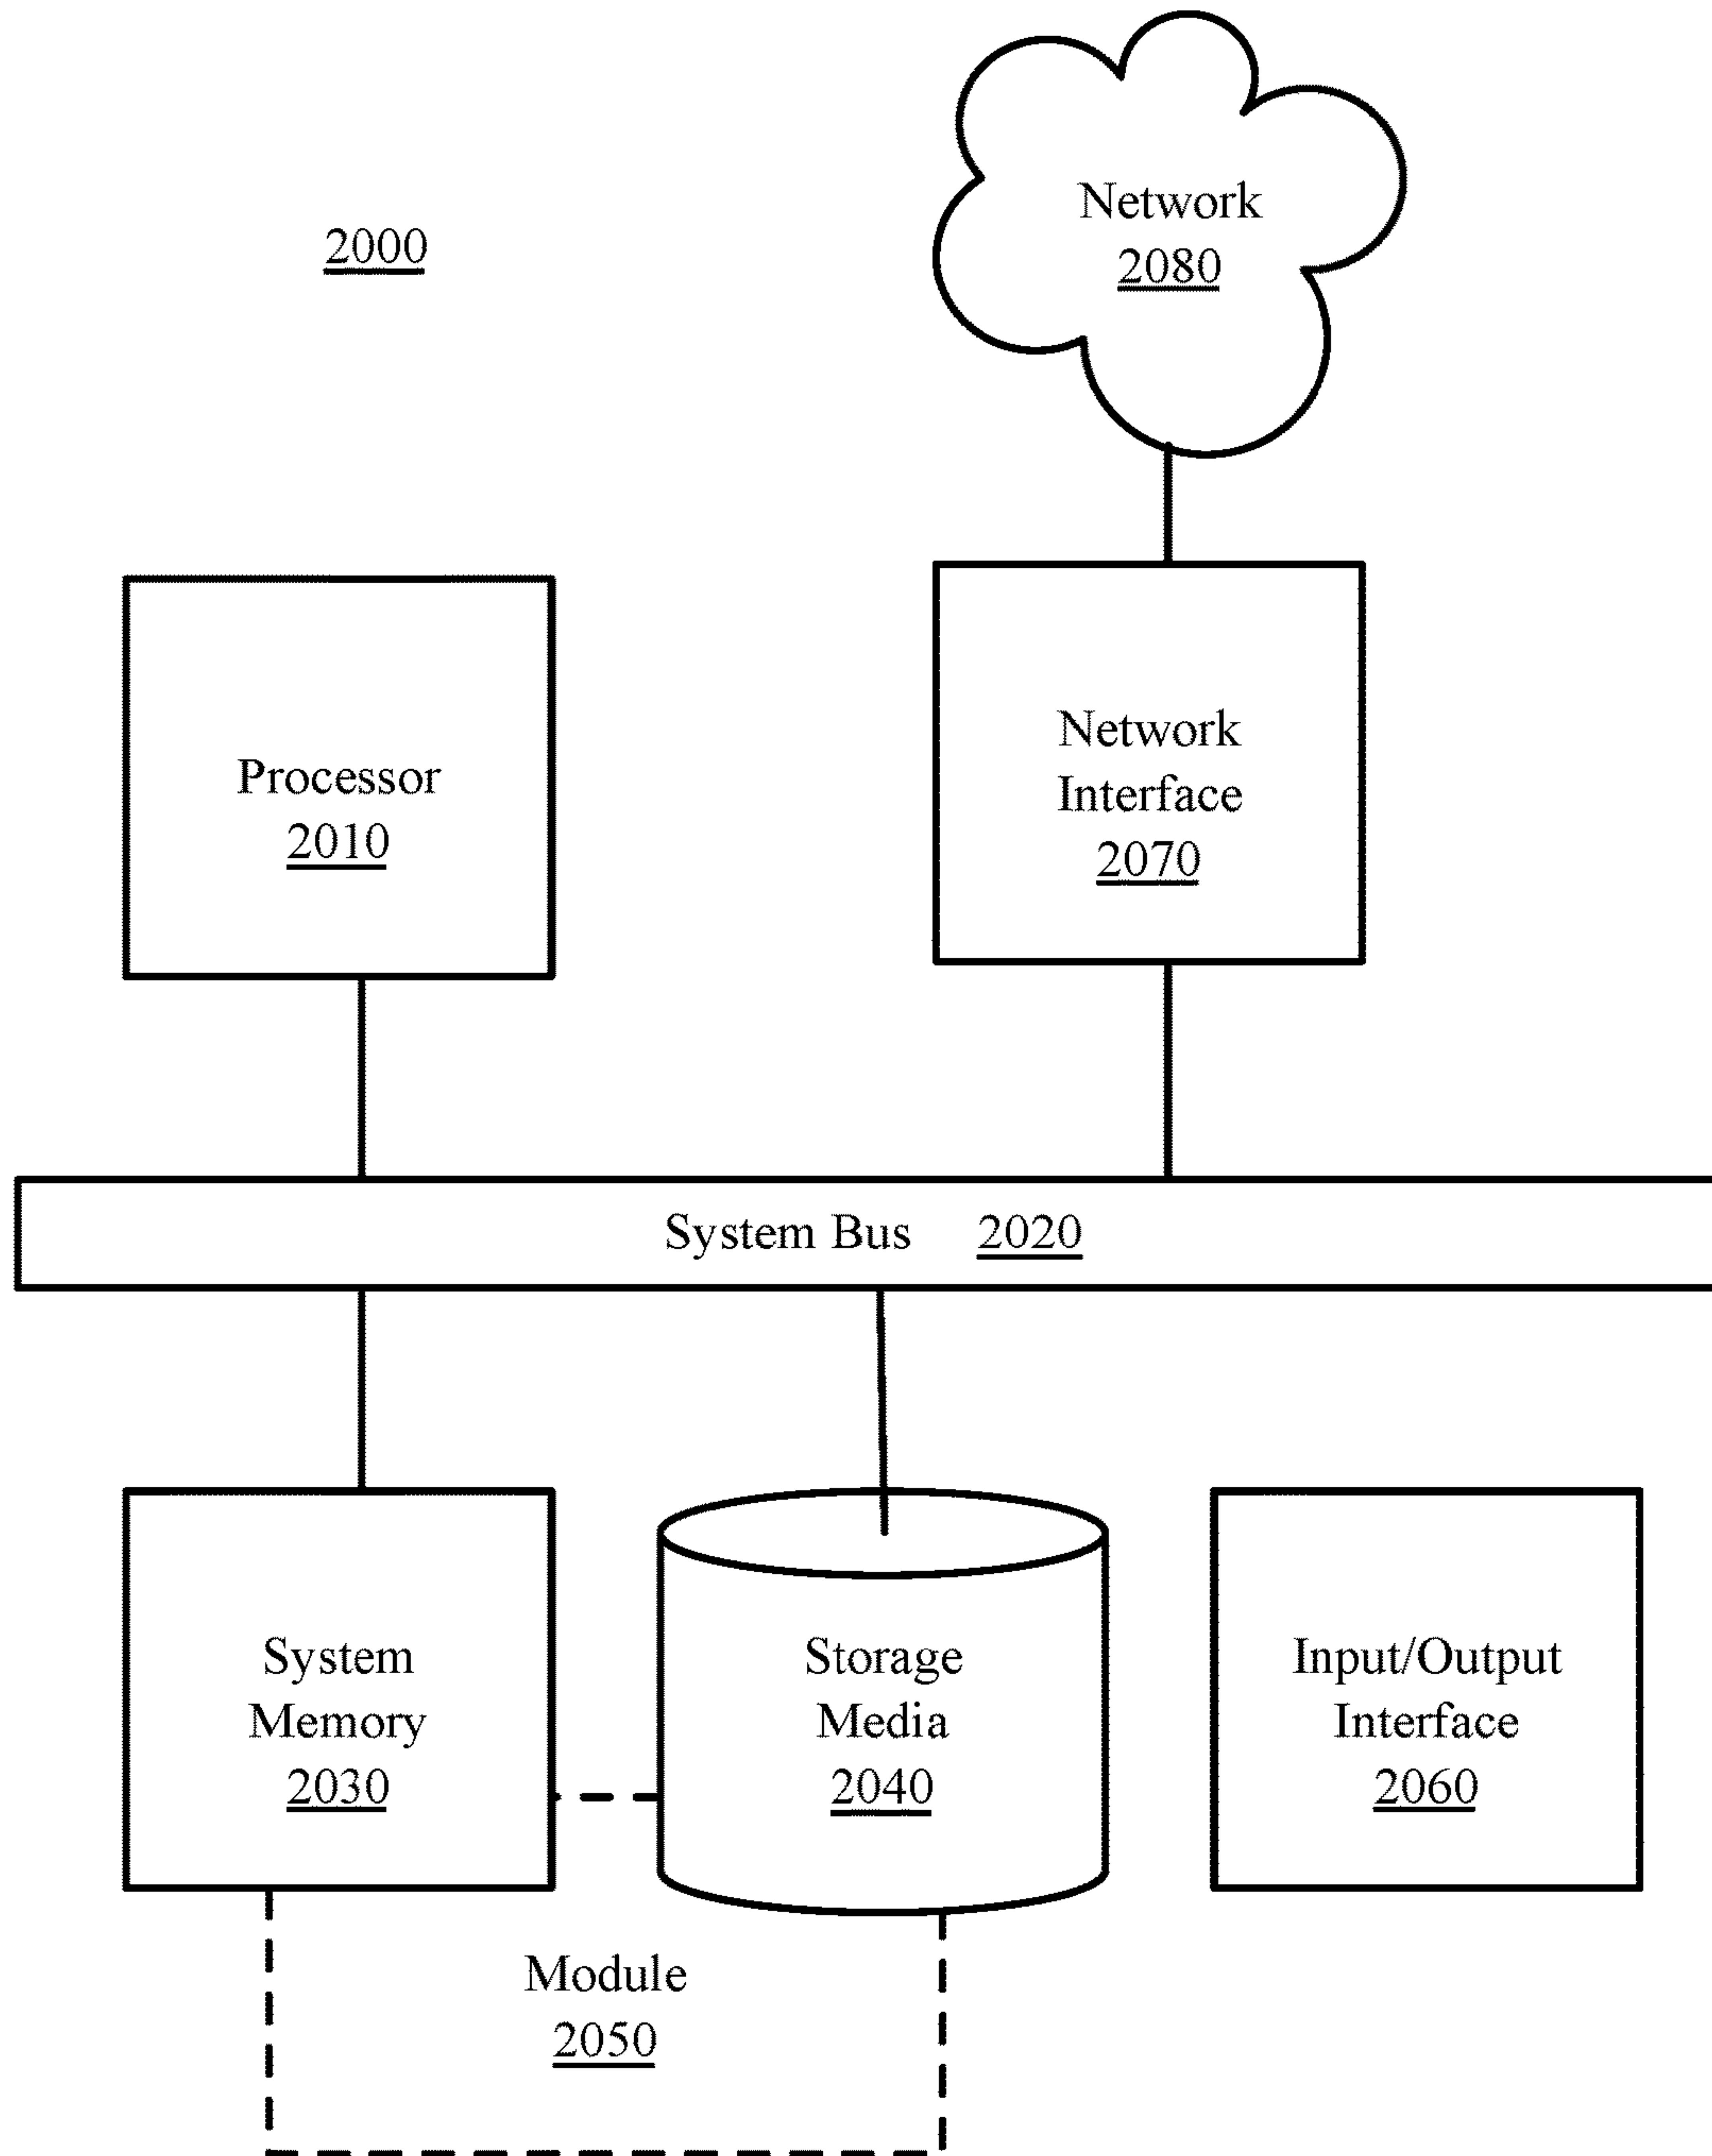 Network
2080
2000
Processor
2010
Network
Interface
2070
System Bus 2020
System
Memory
2030
Storage
Media
2040
Input/Output
Interface
2060
Module
2050